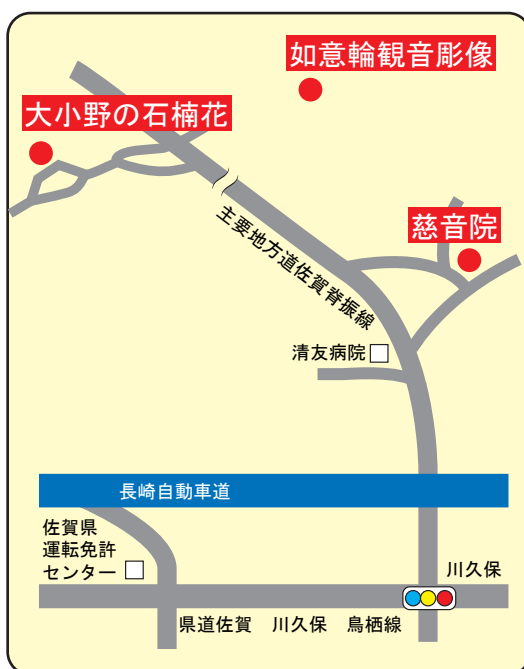 如意輪観音彫像
大小野の石楠花
慈音院
主要地方道佐賀脊振線
清友病院
長崎自動車道
佐賀県
運転免許
センター
川久保
県道佐賀 川久保 鳥栖線